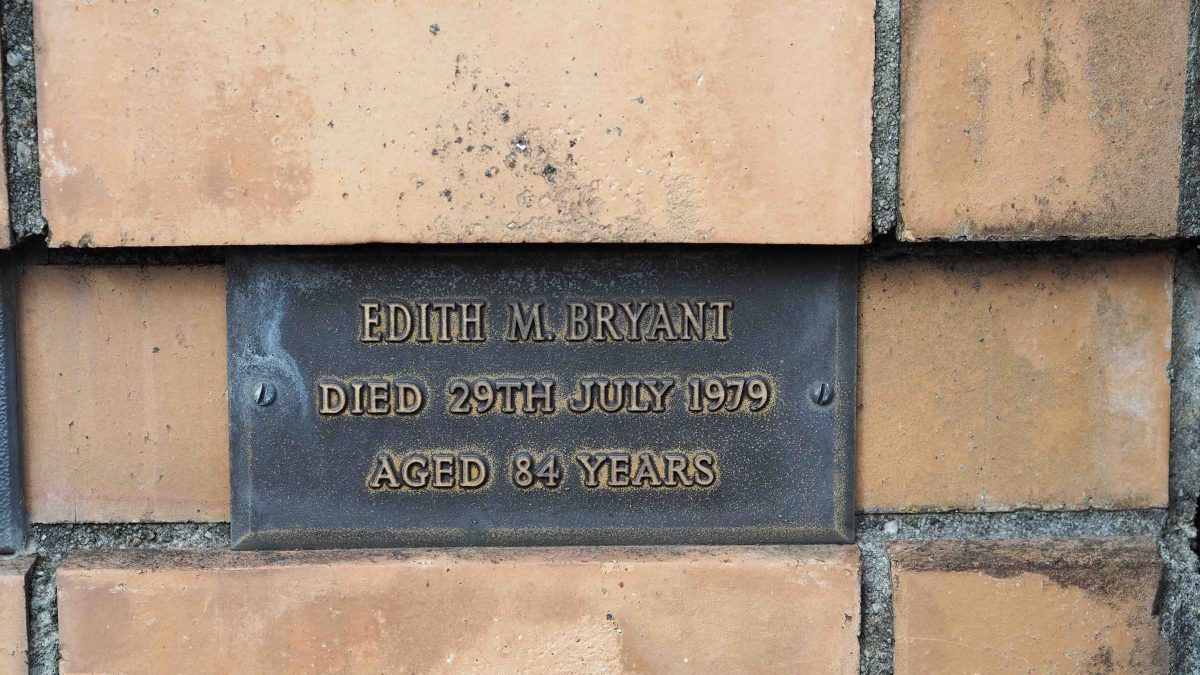 EDITH M. BRYANT
DIED 29TH JULY 1979
AGED 84 YEARS